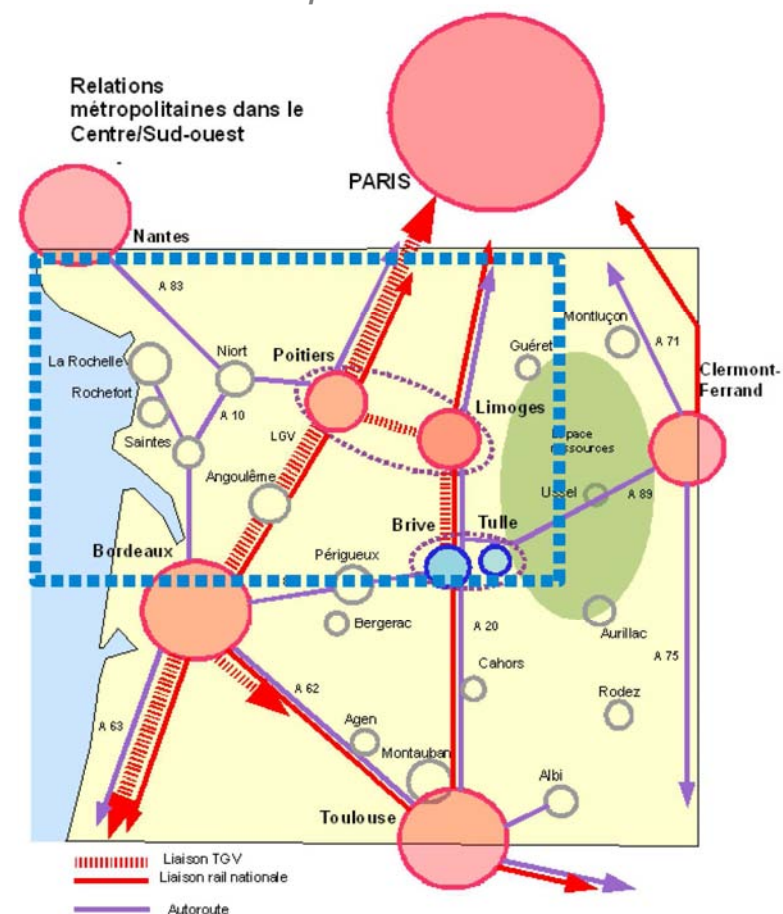 Relations
métropolitaines dans le
Centre/Sud-ouest
PARIS
Nantes
A 83
Montluçon
A 71
La Rochelle
Niort
Poitiers
Guéret
Clermont-
Ferrand
Rochefort
A 10
Limoges
Saintes
LGV
Espace
ressources
Angoulême
Ussel
A 89
Brive
Tulle
Bordeaux
Périgueux
Bergerac
A 20
Aurillac
A 75
Cahors
A 62
Rodez
A 63
Agen
Montauban
Albi
Toulouse
Liaison TGV
Liaison rail nationale
Autoroute